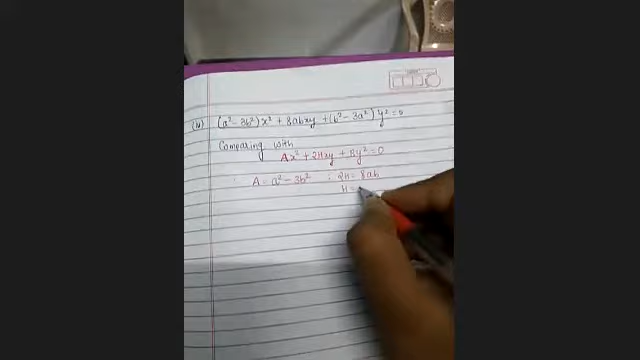 (iv) (a² - 3b²)x² + 8abxy + (b² - 3a²)y² = 0
Comparing with
Ax² + 2Hxy + By² = 0
A = a² - 3b² ; 2H = 8ab
H =